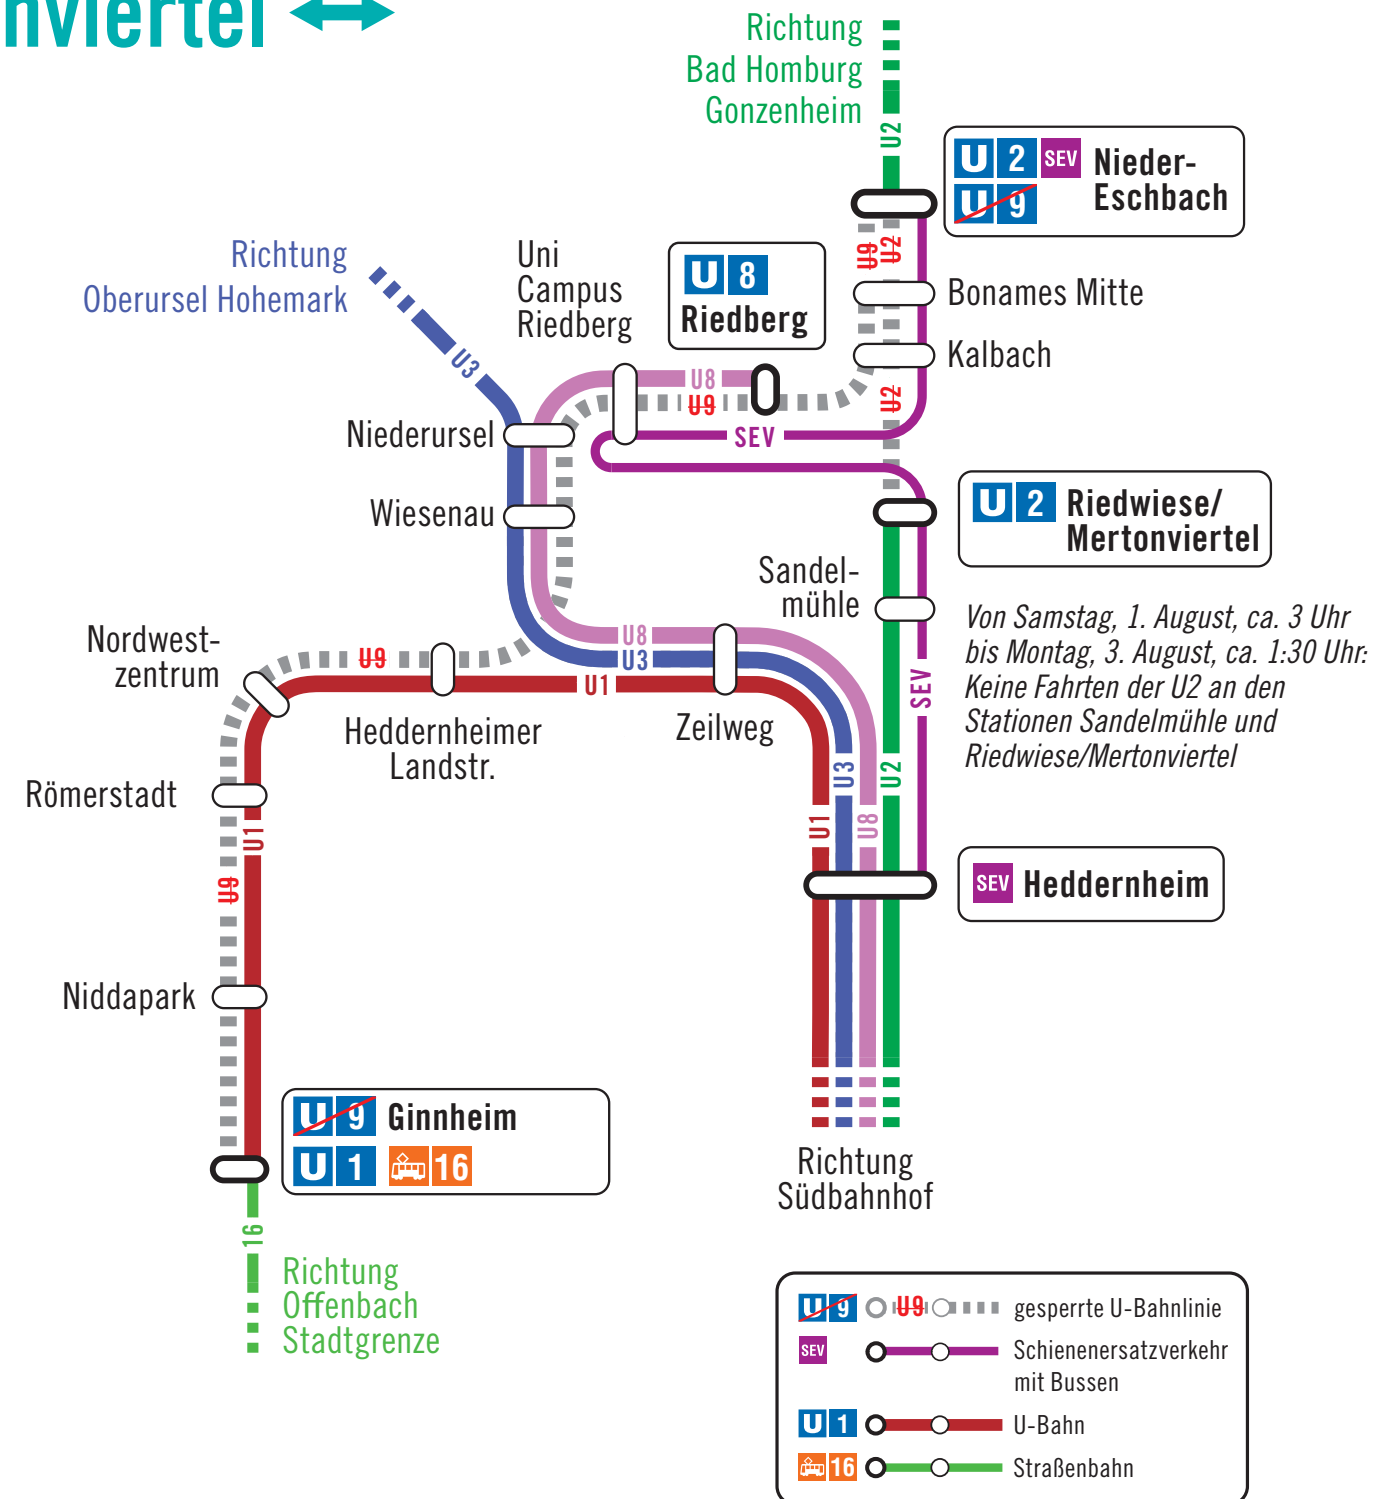 nviertel
Richtung
Bad Homburg
Gonzenheim
U2
U 2 SEV Nieder-
U 9 Eschbach
U9 U2
Richtung
Oberursel Hohemark
U3
Uni
Campus
Riedberg
U 8
Riedberg
Bonames Mitte
Kalbach
U8
U9
U2
SEV
Niederursel
Wiesenau
U 2 Riedwiese/
Mertonviertel
Sandel-
mühle
Von Samstag, 1. August, ca. 3 Uhr
bis Montag, 3. August, ca. 1:30 Uhr:
Keine Fahrten der U2 an den
Stationen Sandelmühle und
Riedwiese/Mertonviertel
Nordwest-
zentrum
U9
U8
U3
U1
SEV
Heddernheimer
Landstr.
Zeilweg
Römerstadt
U1
U9
U1
U3
U8
U2
SEV Heddernheim
Niddapark
U 9 Ginnheim
U 1 16
Richtung
Südbahnhof
16
Richtung
Offenbach
Stadtgrenze
U 9 U9 gesperrte U-Bahnlinie
SEV Schienenersatzverkehr
mit Bussen
U 1 U-Bahn
16 Straßenbahn